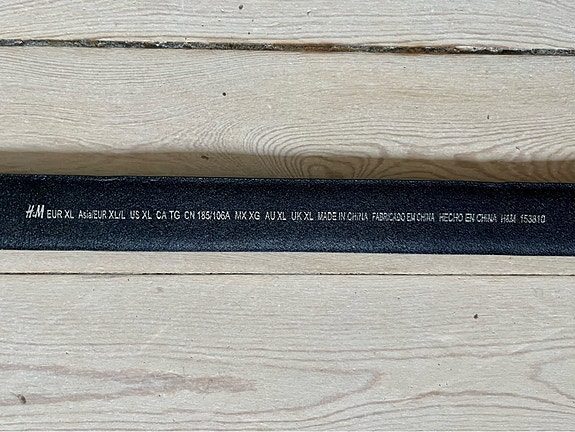 H&M EUR XL Asia/EUR XL/L US XL CA TG CN 185/106A MX XG AU XL UK XL MADE IN CHINA FABRICADO EM CHINA HECHO EN CHINA H&M 153810